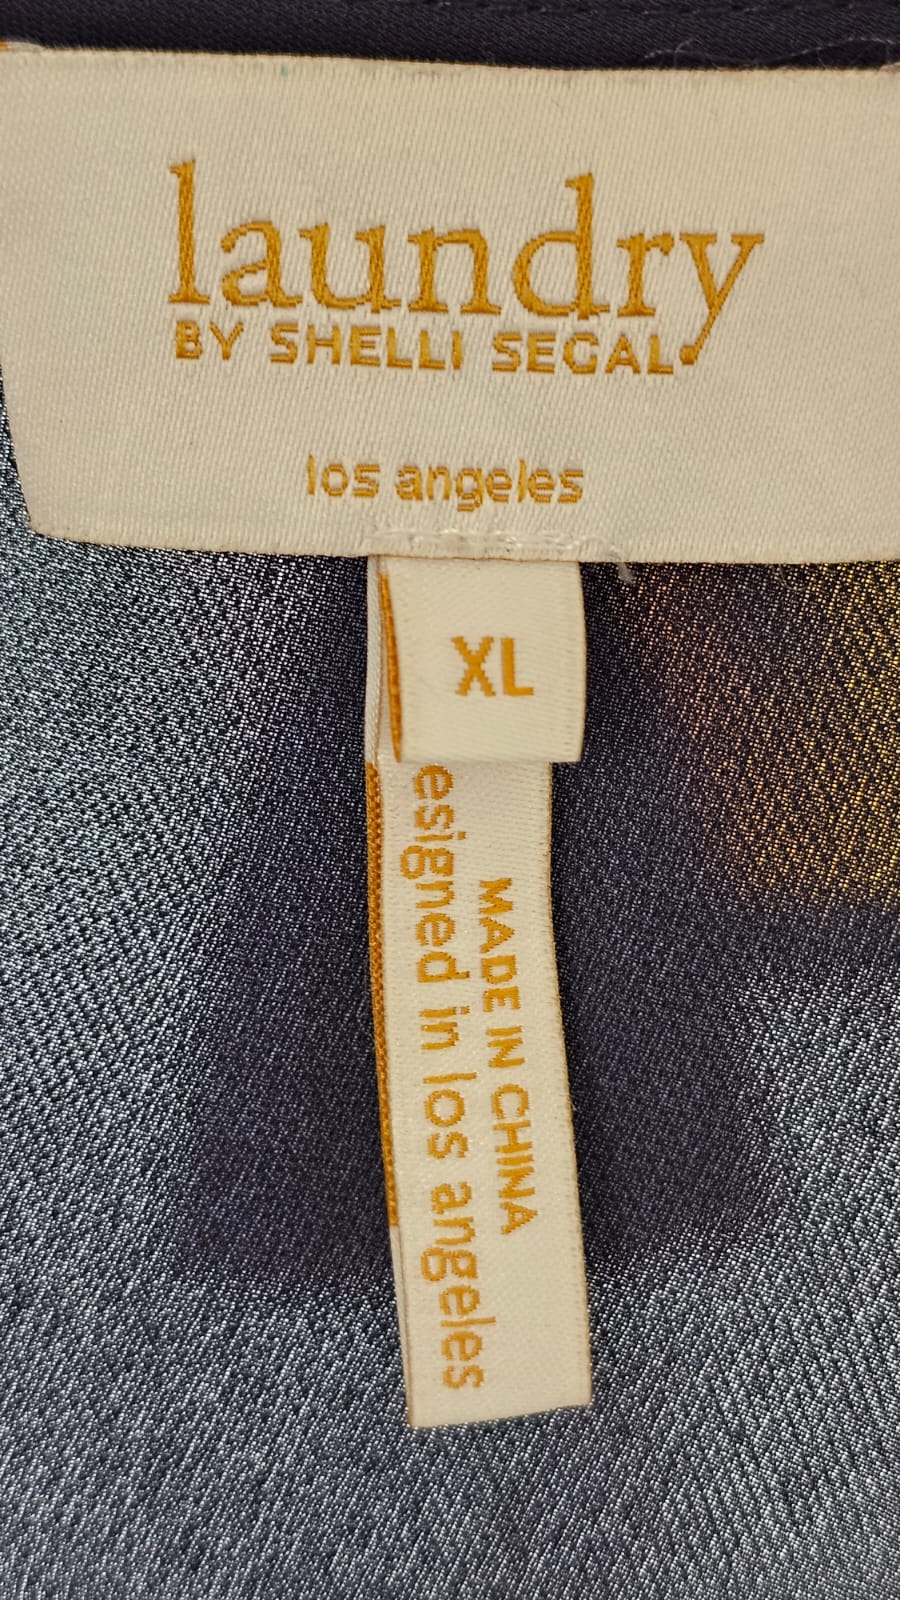 laundry
BY SHELLI SEGAL
los angeles
XL
esigned in los angeles
MADE IN CHINA